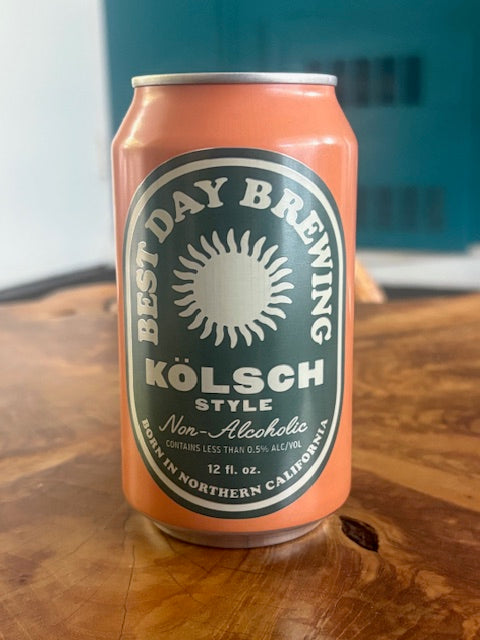 BEST DAY BREWING
KÖLSCH
STYLE
Non-Alcoholic
CONTAINS LESS THAN 0.5% ALC/VOL
12 fl. oz.
BORN IN NORTHERN CALIFORNIA